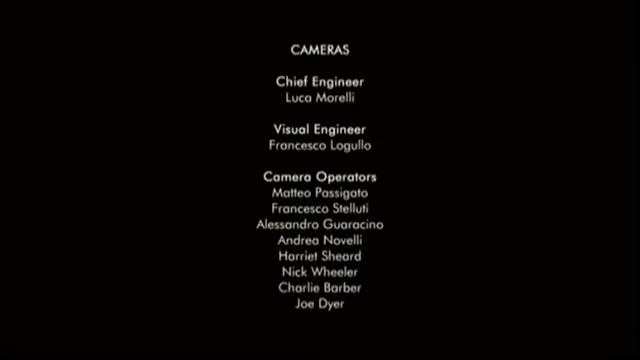 CAMERAS
Chief Engineer
Luca Morelli
Visual Engineer
Francesco Logullo
Camera Operators
Matteo Passigato
Francesco Stelluti
Alessandro Guaracino
Andrea Novelli
Harriet Sheard
Nick Wheeler
Charlie Barber
Joe Dyer